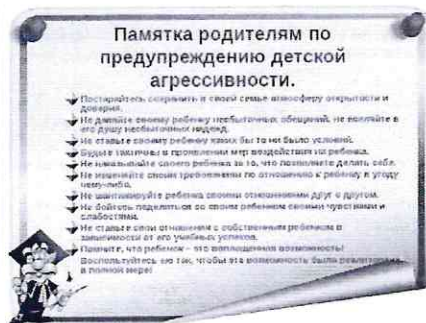 Памятка родителям по
предупреждению детской
агрессивности.
Постарайтесь сохранить в своей семье атмосферу открытости и
доверия.
Не давайте своему ребенку несбыточных обещаний, не вселяйте в
его душу несбыточных надежд.
Не ставьте своему ребенку каких бы то ни было условий.
Будьте тактичны в проявлении мер воздействия на ребенка.
Не наказывайте своего ребенка за то, что позволяете делать себе.
Не изменяйте своим требованиям по отношению к ребенку в угоду
чему-либо.
Не шантажируйте ребенка своими отношениями друг с другом.
Не бойтесь поделиться со своим ребенком своими чувствами и
слабостями.
Не ставьте свои отношения с собственным ребенком в
зависимости от его учебных успехов.
Помните, что ребенок – это воплощенная возможность!
Воспользуйтесь ею так, чтобы эта возможность была реализована
в полной мере!